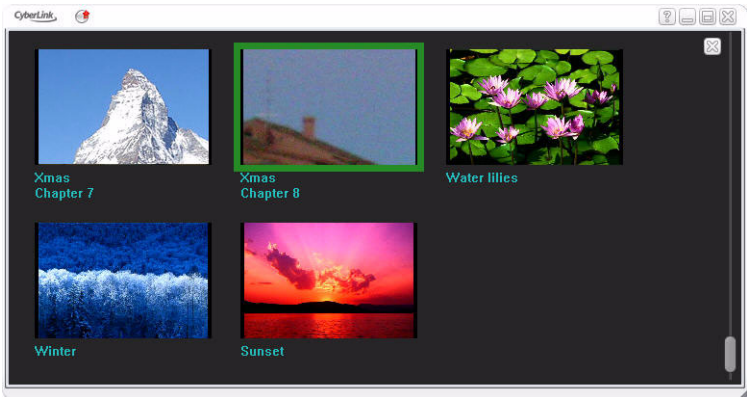 CyberLink
?
Xmas
Chapter 7
Xmas
Chapter 8
Water lilies
Winter
Sunset